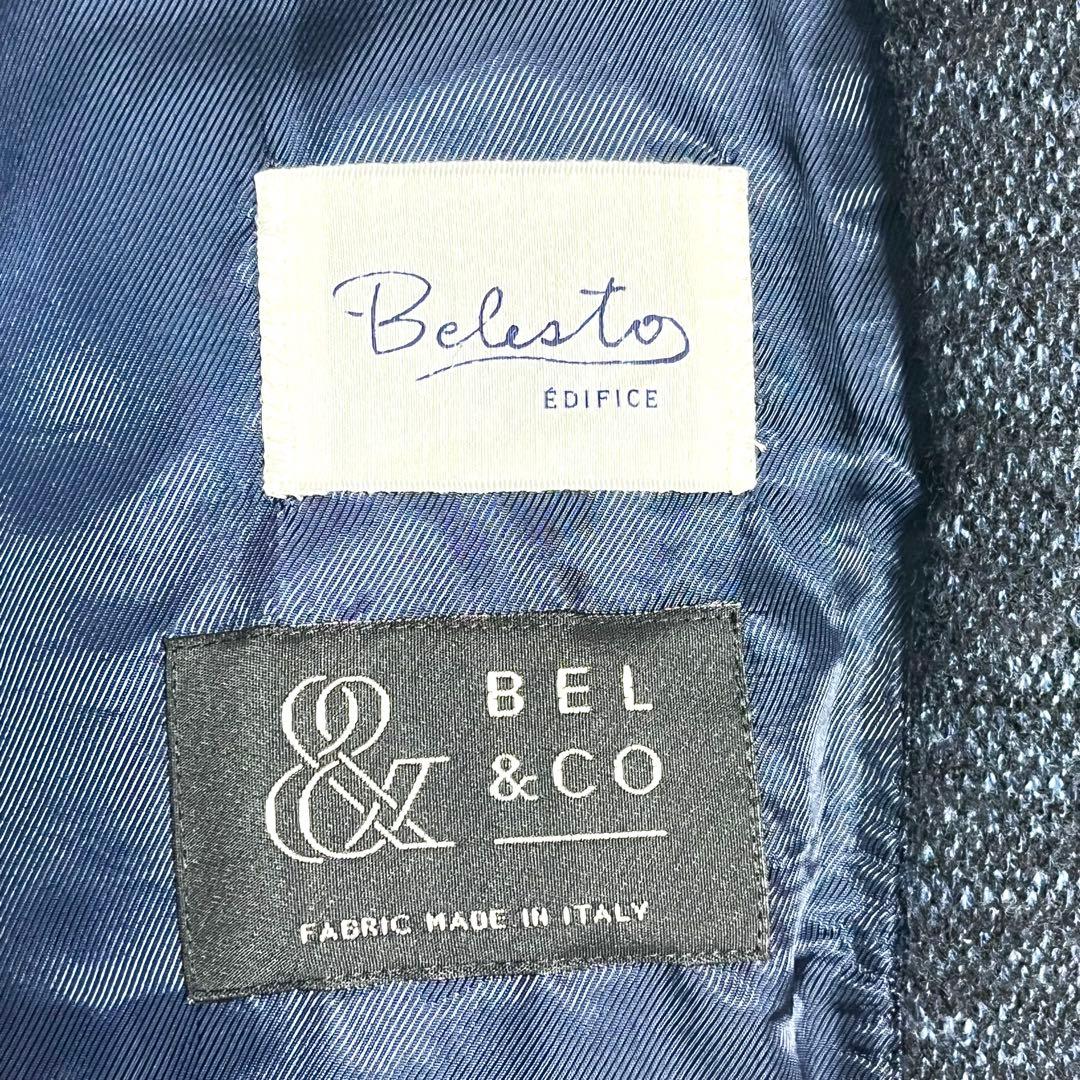 Belesto
ÉDIFICE
&
BEL
&CO
FABRIC MADE IN ITALY